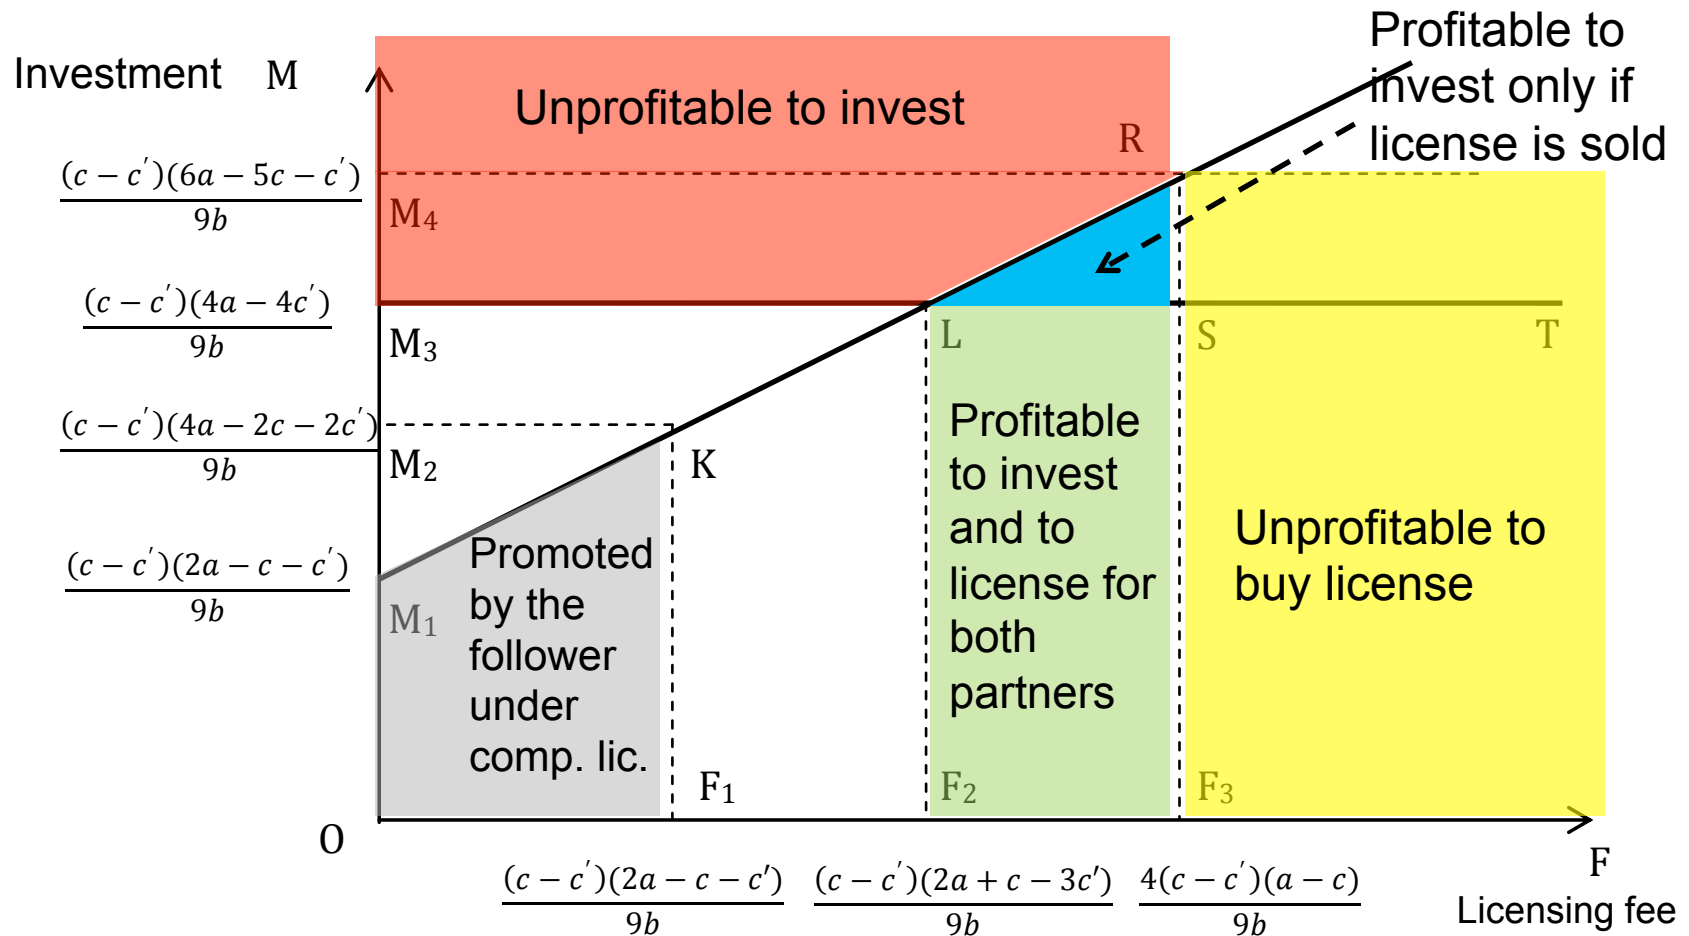 Investment M
Unprofitable to invest
Profitable to
invest only if
license is sold
R
(c − c′)(6a − 5c − c′)
9b
M₄
(c − c′)(4a − 4c′)
9b
M₃
L
S
T
(c − c′)(4a − 2c − 2c′)
9b
M₂
K
Profitable
to invest
and to
license for
both
partners
Unprofitable to
buy license
(c − c′)(2a − c − c′)
9b
M₁
Promoted
by the
follower
under
comp. lic.
F₁
F₂
F₃
O
F
(c − c′)(2a − c − c′)
9b
(c − c′)(2a + c − 3c′)
9b
4(c − c′)(a − c)
9b
Licensing fee